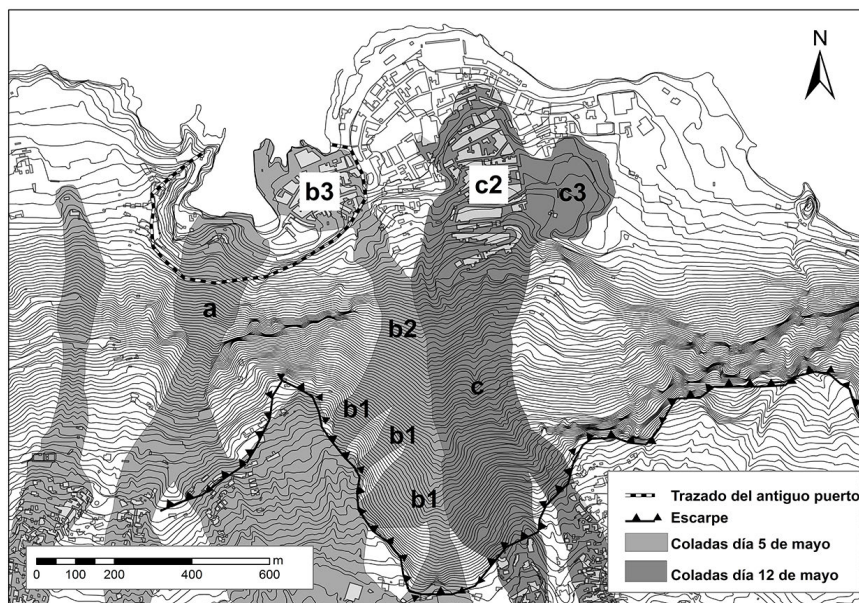 N
b3
c2
c3
a
b2
c
b1
b1
b1
Trazado del antiguo puerto
Escarpe
Coladas día 5 de mayo
Coladas día 12 de mayo
0 50 100 200 400 600
m